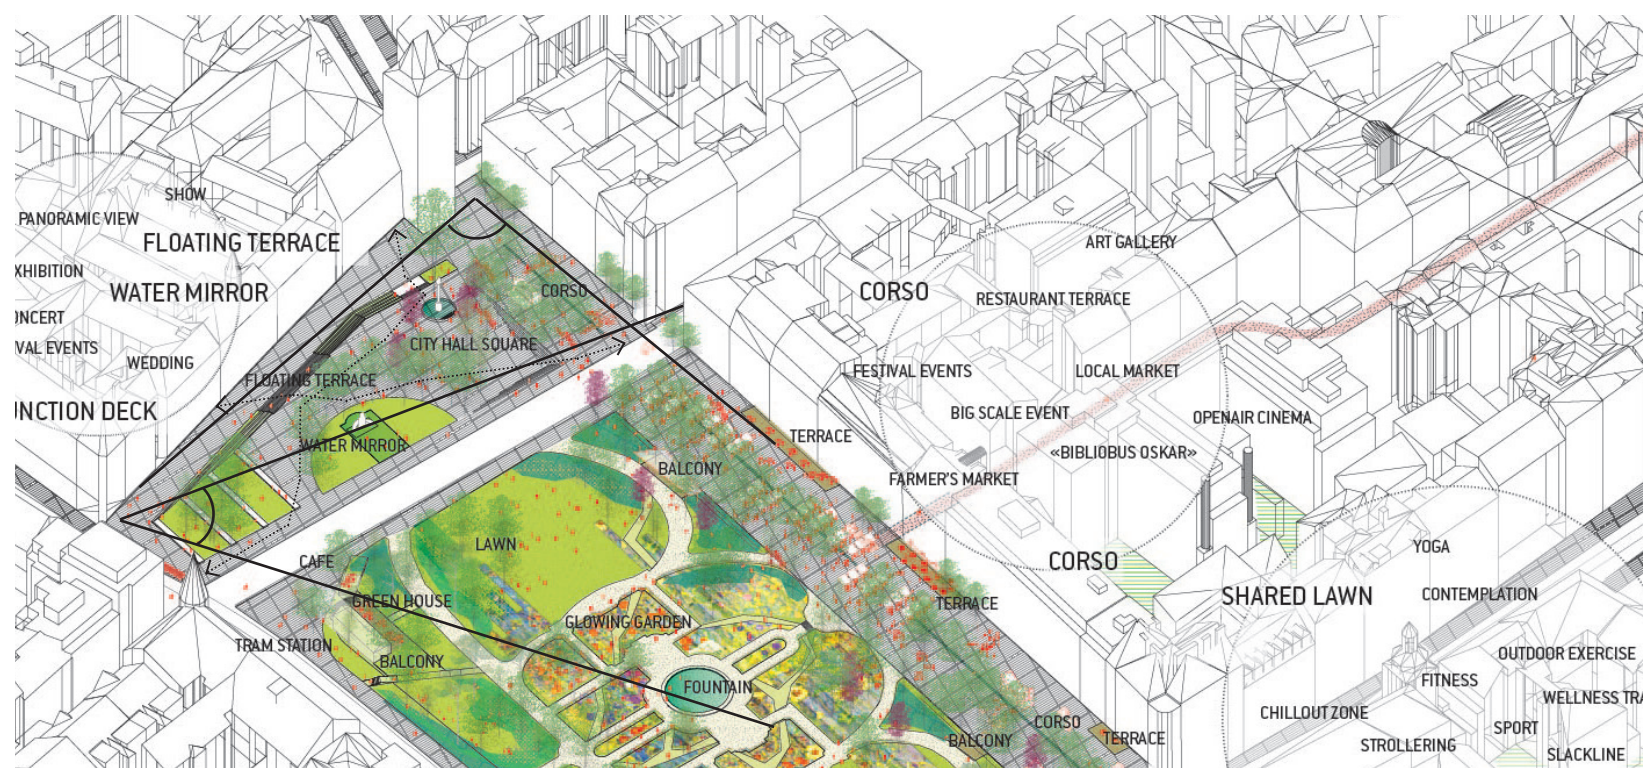 SHOW
PANORAMIC VIEW
FLOATING TERRACE
XHIBITION
WATER MIRROR
ONCERT
VAL EVENTS
WEDDING
UNCTION DECK
CORSO
CITY HALL SQUARE
FLOATING TERRACE
WATER MIRROR
TERRACE
BALCONY
LAWN
CAFE
GREEN HOUSE
GLOWING GARDEN
TRAM STATION
BALCONY
FOUNTAIN
TERRACE
CORSO
BALCONY
TERRACE
ART GALLERY
CORSO
RESTAURANT TERRACE
FESTIVAL EVENTS
LOCAL MARKET
BIG SCALE EVENT
OPENAIR CINEMA
«BIBLIOBUS OSKAR»
FARMER'S MARKET
CORSO
YOGA
SHARED LAWN
CONTEMPLATION
OUTDOOR EXERCISE
FITNESS
WELLNESS TRA
CHILLOUT ZONE
SPORT
STROLLERING
SLACKLINE